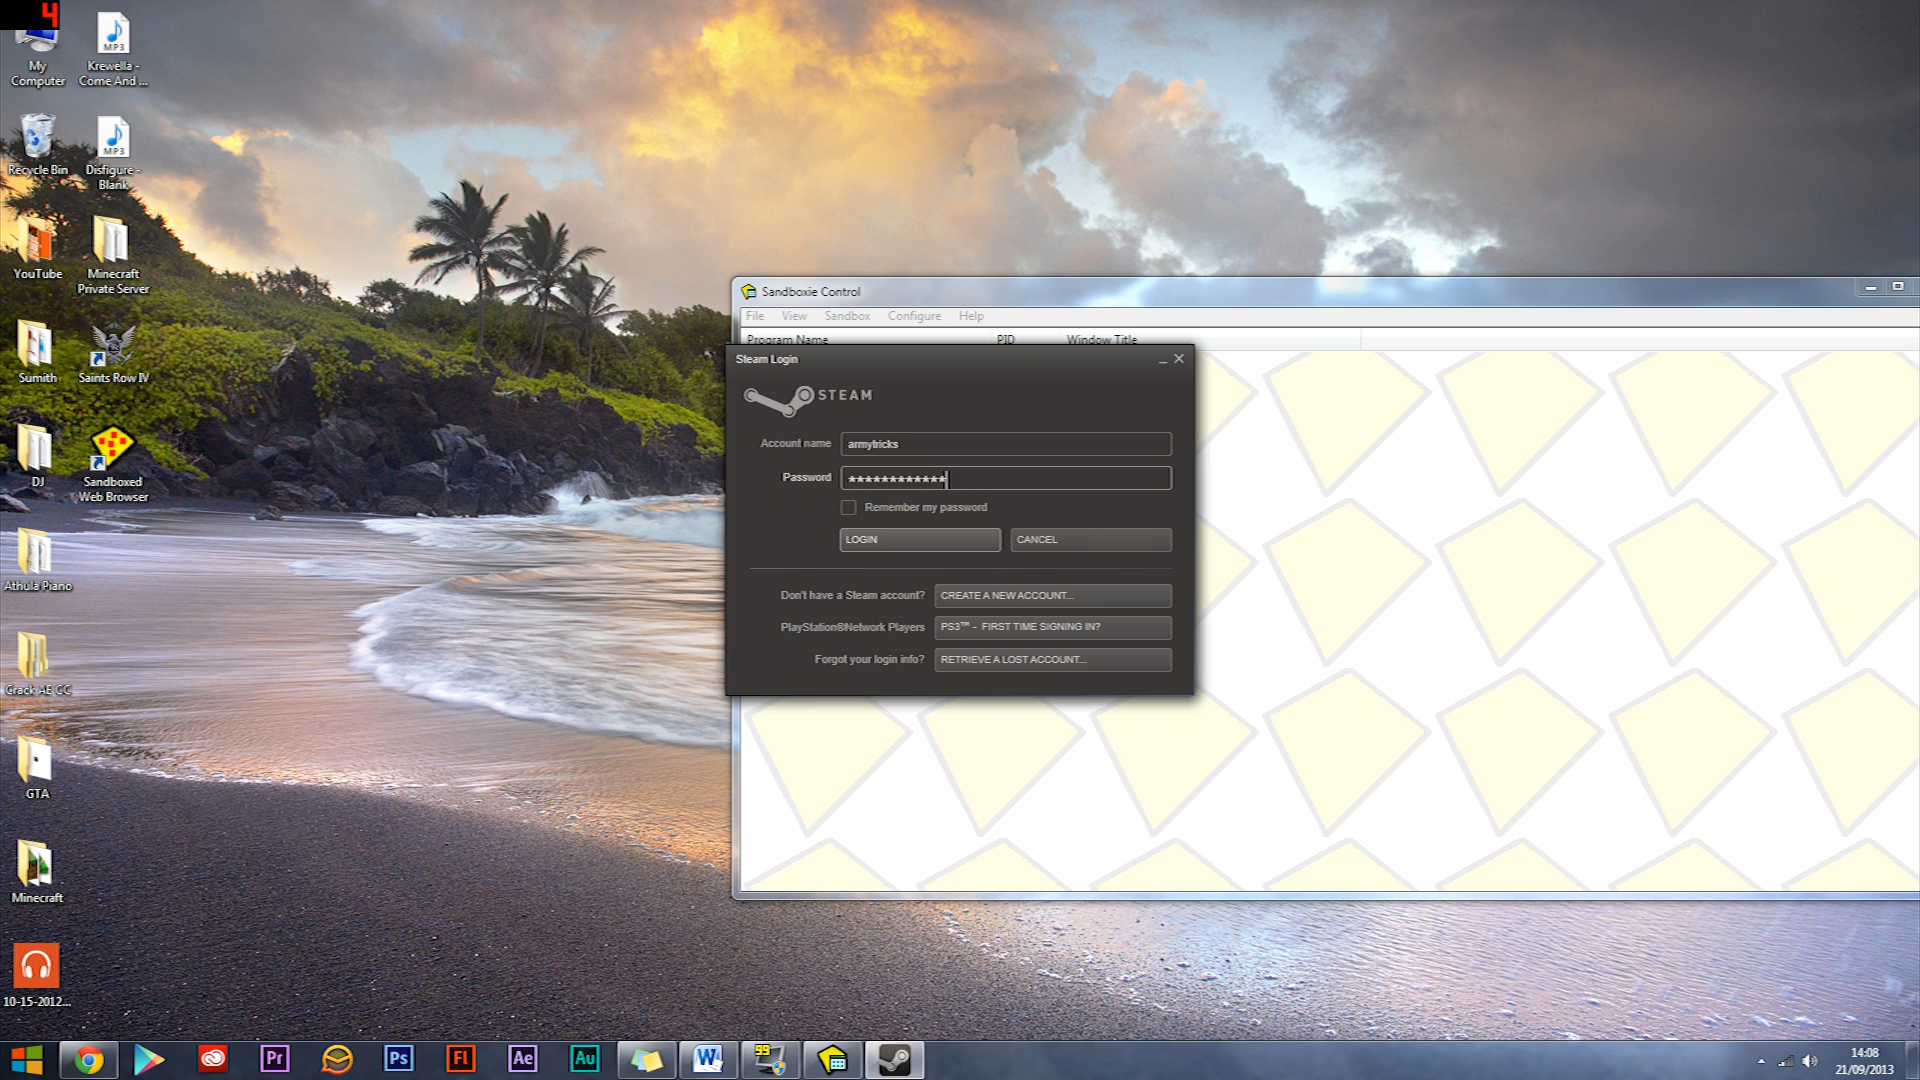 4
My Computer
MP3
Krewella - Come And ...
Recycle Bin
MP3
Disfigure - Blank
YouTube
Minecraft Private Server
Sumith
Saints Row IV
DJ
Sandboxed Web Browser
Athula Piano
Crack AE CC
GTA
Minecraft
10-15-2012...
Sandboxie Control
File View Sandbox Configure Help
Program Name PID Window Title
Steam Login
STEAM
Account name armytricks
Password *************
Remember my password
LOGIN CANCEL
Don't have a Steam account? CREATE A NEW ACCOUNT...
PlayStation®Network Players PS3™ - FIRST TIME SIGNING IN?
Forgot your login info? RETRIEVE A LOST ACCOUNT...
Pr Ps Fl Ae Au W 99
14:08
21/09/2013